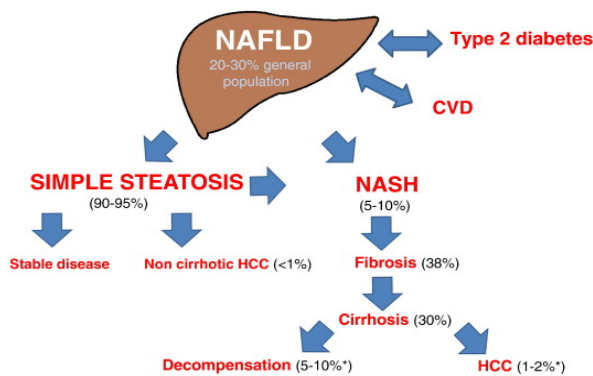 NAFLD
20-30% general
population
Type 2 diabetes
CVD
SIMPLE STEATOSIS
(90-95%)
NASH
(5-10%)
Stable disease
Non cirrhotic HCC (<1%)
Fibrosis (38%)
Cirrhosis (30%)
Decompensation (5-10%*)
HCC (1-2%*)